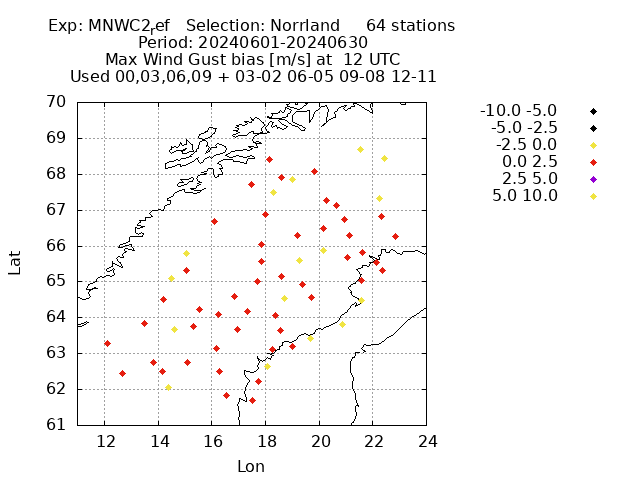 Exp: MNWC2ref   Selection: Norrland     64 stations
Period: 20240601-20240630
Max Wind Gust bias [m/s] at  12 UTC
Used 00,03,06,09 + 03-02 06-05 09-08 12-11
-10.0 -5.0
-5.0 -2.5
-2.5 0.0
0.0 2.5
2.5 5.0
5.0 10.0
70
69
68
67
66
65
64
63
62
61
Lat
12 14 16 18 20 22 24
Lon